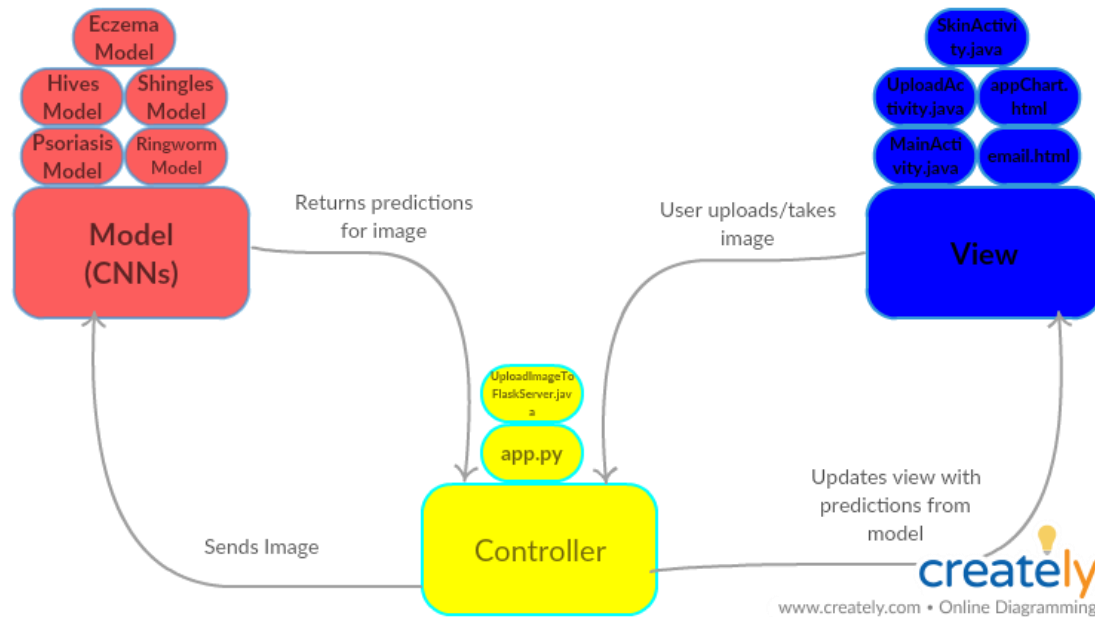 Eczema
Model
Hives
Model
Shingles
Model
Psoriasis
Model
Ringworm
Model
Model
(CNNs)
Returns predictions
for image
User uploads/takes
image
SkinActivi
ty.java
UploadAc
tivity.java
appChart.
html
MainActi
vity.java
email.html
View
UploadImageTo
FlaskServer.jav
a
app.py
Controller
Sends Image
Updates view with
predictions from
model
creately
www.creately.com • Online Diagramming